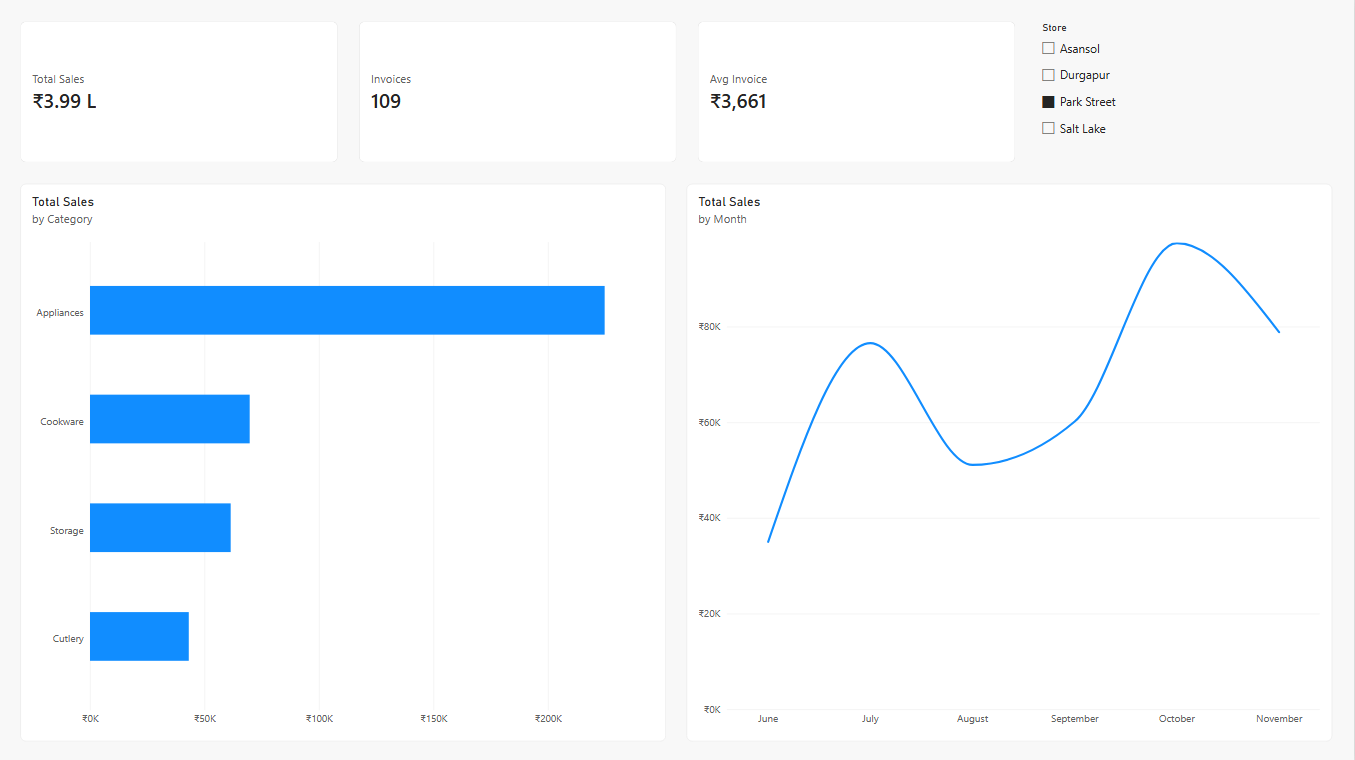 Total Sales
₹3.99 L
Invoices
109
Avg Invoice
₹3,661
Store
Asansol
Durgapur
Park Street
Salt Lake
Total Sales
by Category
Appliances
Cookware
Storage
Cutlery
₹0K ₹50K ₹100K ₹150K ₹200K
Total Sales
by Month
₹80K
₹60K
₹40K
₹20K
₹0K
June July August September October November